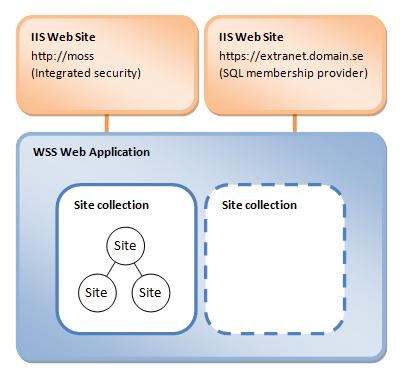 IIS Web Site
http://moss
(Integrated security)
IIS Web Site
https://extranet.domain.se
(SQL membership provider)
WSS Web Application
Site collection
Site
Site
Site
Site collection